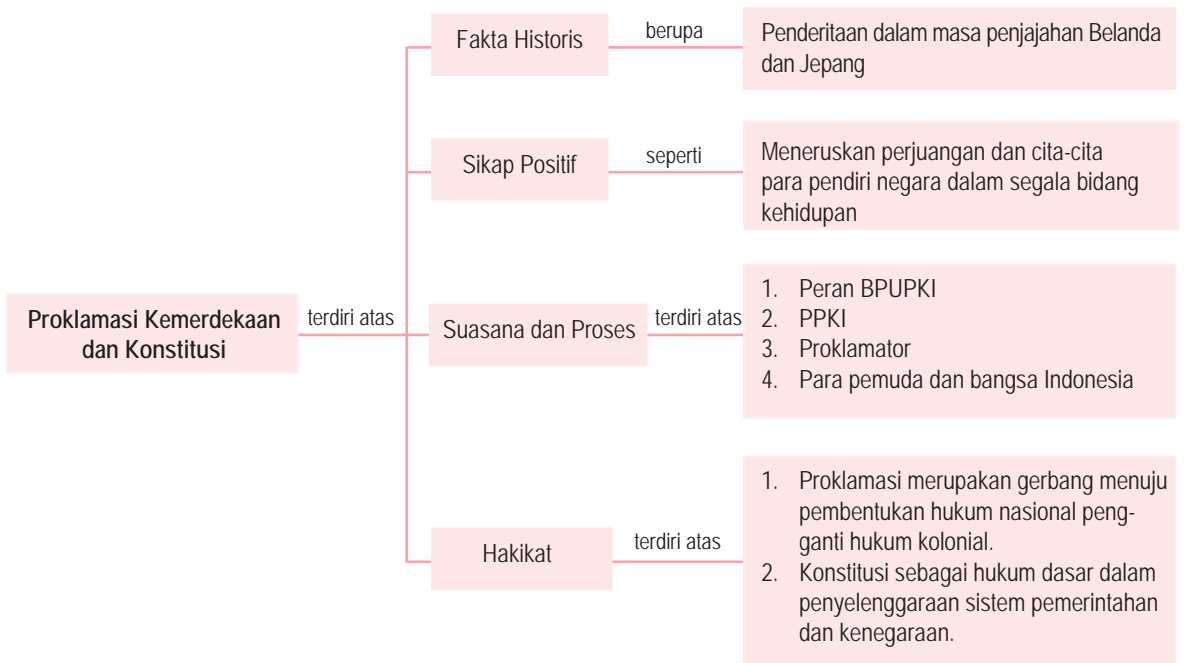 Proklamasi Kemerdekaan
dan Konstitusi
terdiri atas
Fakta Historis
berupa
Penderitaan dalam masa penjajahan Belanda
dan Jepang
Sikap Positif
seperti
Meneruskan perjuangan dan cita-cita
para pendiri negara dalam segala bidang
kehidupan
Suasana dan Proses
terdiri atas
1. Peran BPUPKI
2. PPKI
3. Proklamator
4. Para pemuda dan bangsa Indonesia
Hakikat
terdiri atas
1. Proklamasi merupakan gerbang menuju
pembentukan hukum nasional peng-
ganti hukum kolonial.
2. Konstitusi sebagai hukum dasar dalam
penyelenggaraan sistem pemerintahan
dan kenegaraan.